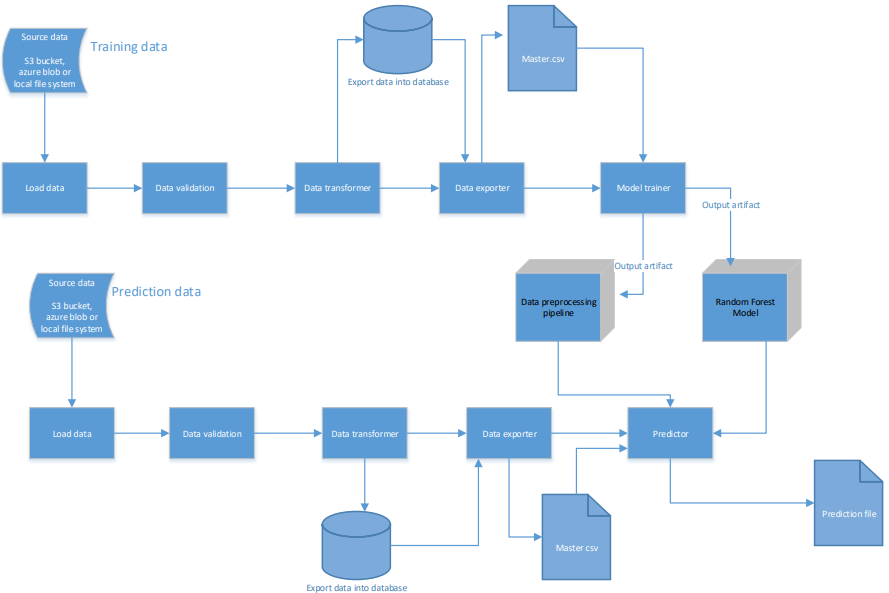 Source data
S3 bucket,
azure blob or
local file system
Training data
Export data into database
Master.csv
Load data
Data validation
Data transformer
Data exporter
Model trainer
Output artifact
Output artifact
Source data
S3 bucket,
azure blob or
local file system
Prediction data
Data preprocessing
pipeline
Random Forest
Model
Load data
Data validation
Data transformer
Data exporter
Predictor
Export data into database
Master csv
Prediction file